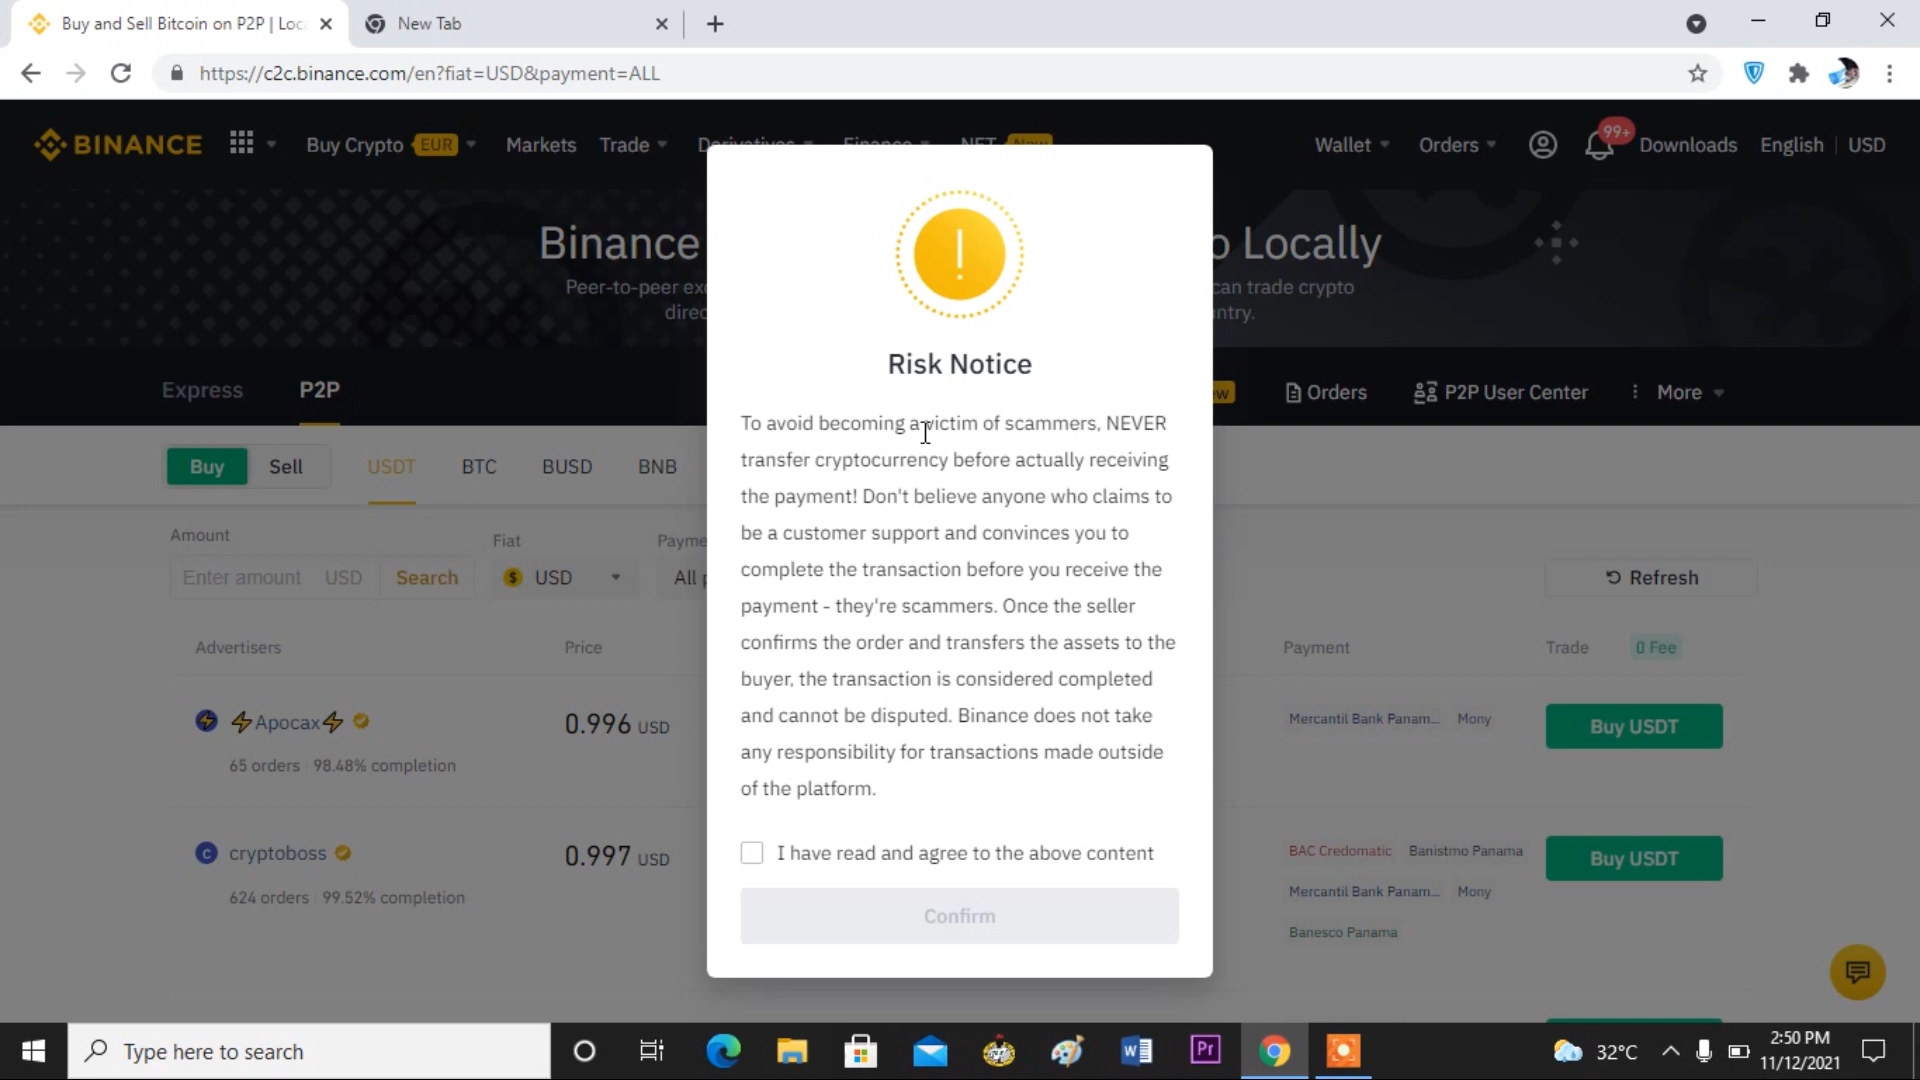 Buy and Sell Bitcoin on P2P | Loc
New Tab
https://c2c.binance.com/en?fiat=USD&payment=ALL
BINANCE
Buy Crypto EUR
Markets
Trade
Derivatives
Finance
NFT New
Wallet
Orders
99+
Downloads
English
USD
Binance
o Locally
Peer-to-peer
can trade crypto
Express
P2P
Orders
P2P User Center
More
Risk Notice
To avoid becoming a victim of scammers, NEVER
transfer cryptocurrency before actually receiving
the payment! Don't believe anyone who claims to
be a customer support and convinces you to
complete the transaction before you receive the
payment - they're scammers. Once the seller
confirms the order and transfers the assets to the
buyer, the transaction is considered completed
and cannot be disputed. Binance does not take
any responsibility for transactions made outside
of the platform.
I have read and agree to the above content
Confirm
Buy
Sell
USDT
BTC
BUSD
BNB
Amount
Fiat
Enter amount USD Search
USD
All
Refresh
Advertisers
Price
Payment
Trade
0 Fee
Apocax
0.996 USD
Mercantil Bank Panam... Mony
Buy USDT
65 orders 98.48% completion
c cryptoboss
0.997 USD
BAC Credomatic Banistmo Panama
Buy USDT
624 orders 99.52% completion
Mercantil Bank Panam... Mony
Banesco Panama
Type here to search
W
Pr
32°C
2:50 PM
11/12/2021